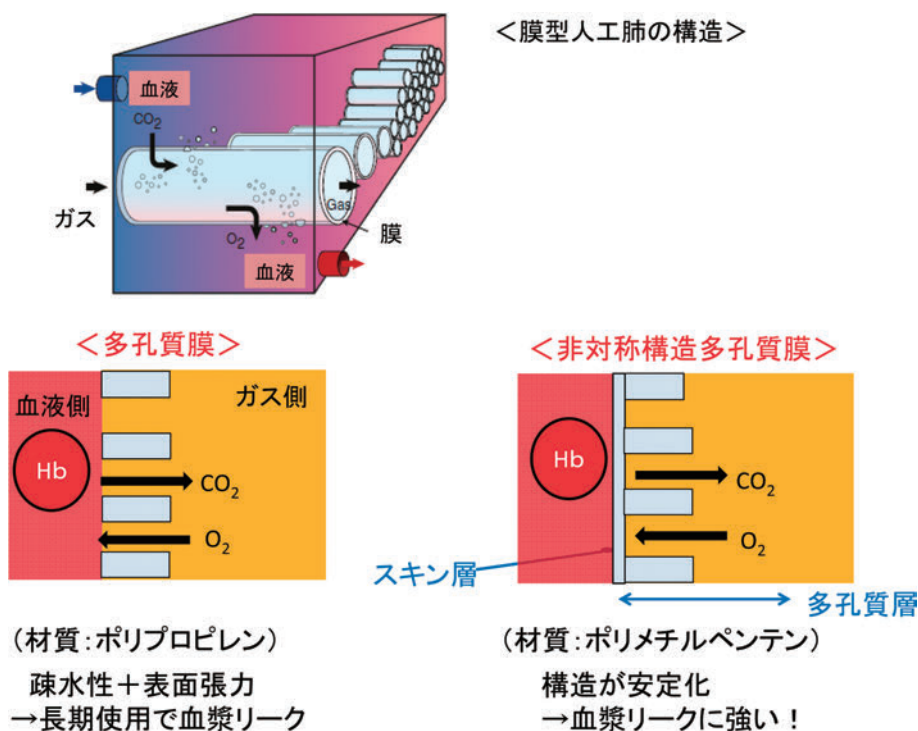 ＜膜型人工肺の構造＞
血液
CO₂
ガス
Gas
膜
O₂
血液
＜多孔質膜＞
血液側
ガス側
Hb
CO₂
O₂
（材質：ポリプロピレン）
疎水性＋表面張力
→長期使用で血漿リーク
＜非対称構造多孔質膜＞
Hb
CO₂
O₂
スキン層
多孔質層
（材質：ポリメチルペンテン）
構造が安定化
→血漿リークに強い！